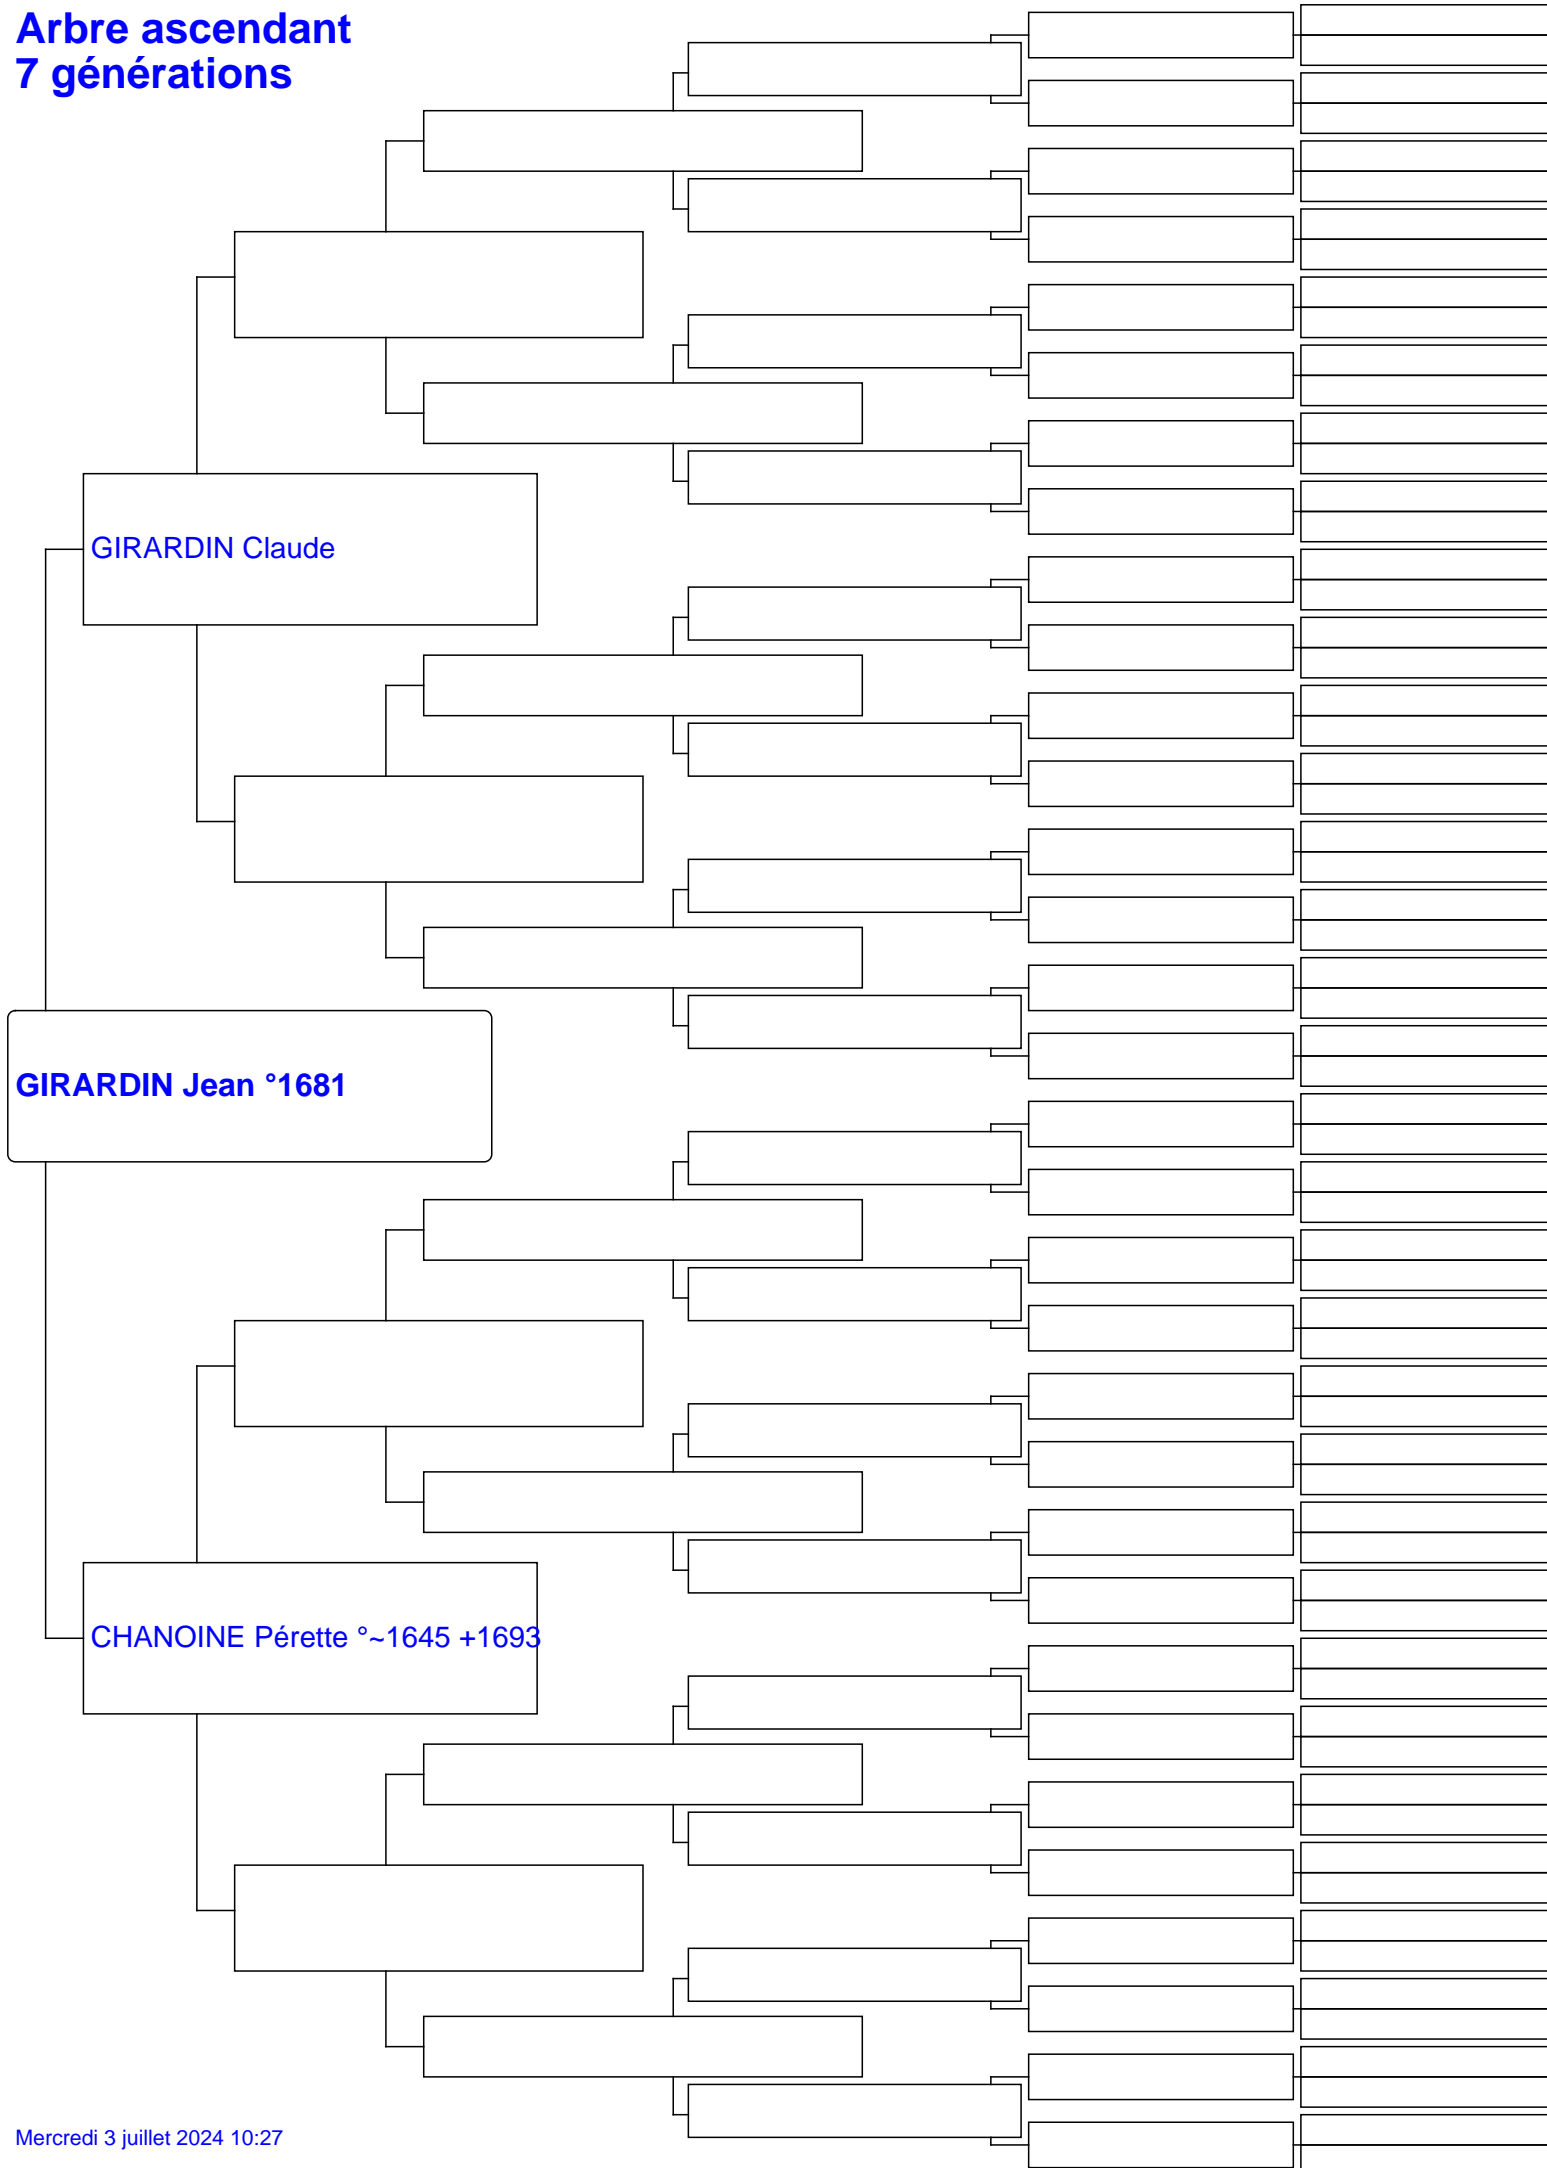 Arbre ascendant
7 générations
GIRARDIN Claude
GIRARDIN Jean °1681
CHANOINE Pérette °~1645 +1693
Mercredi 3 juillet 2024 10:27